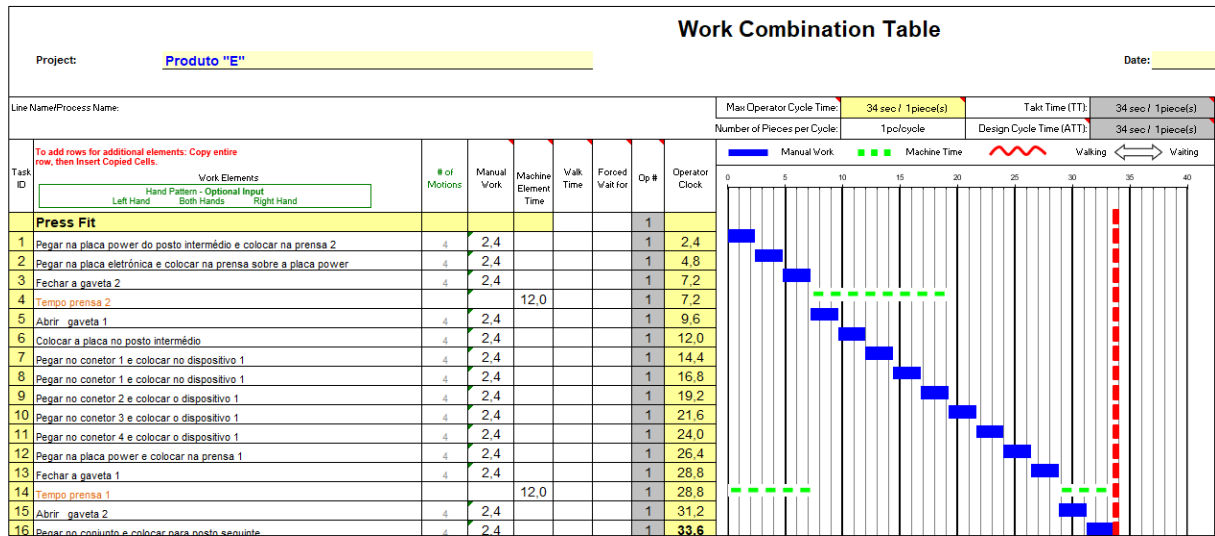 Work Combination Table
Project: Produto "E" Date:
Line Name/Process Name: Max Operator Cycle Time: 34 sec / 1piece(s) Takt Time (TT): 34 sec / 1piece(s)
Number of Pieces per Cycle: 1pc/cycle Design Cycle Time (ATT): 34 sec / 1piece(s)
To add rows for additional elements: Copy entire
row, then Insert Copied Cells.
Manual Work Machine Time Walking Waiting
Task
ID
Work Elements
Hand Pattern - Optional Input
Left Hand Both Hands Right Hand
# of
Motions
Manual
Work
Machine
Element
Time
Walk
Time
Forced
Wait for
Op #
Operator
Clock
0 5 10 15 20 25 30 35 40
Press Fit 1
1 Pegar na placa power do posto intermédio e colocar na prensa 2 4 2,4 1 2,4
2 Pegar na placa eletrónica e colocar na prensa sobre a placa power 4 2,4 1 4,8
3 Fechar a gaveta 2 4 2,4 1 7,2
4 Tempo prensa 2 12,0 1 7,2
5 Abrir gaveta 1 4 2,4 1 9,6
6 Colocar a placa no posto intermédio 4 2,4 1 12,0
7 Pegar no conetor 1 e colocar no dispositivo 1 4 2,4 1 14,4
8 Pegar no conetor 1 e colocar no dispositivo 1 4 2,4 1 16,8
9 Pegar no conetor 2 e colocar o dispositivo 1 4 2,4 1 19,2
10 Pegar no conetor 3 e colocar o dispositivo 1 4 2,4 1 21,6
11 Pegar no conetor 4 e colocar o dispositivo 1 4 2,4 1 24,0
12 Pegar na placa power e colocar na prensa 1 4 2,4 1 26,4
13 Fechar a gaveta 1 4 2,4 1 28,8
14 Tempo prensa 1 12,0 1 28,8
15 Abrir gaveta 2 4 2,4 1 31,2
16 Pegar no conjunto e colocar para posto seguinte 4 2,4 1 33,6